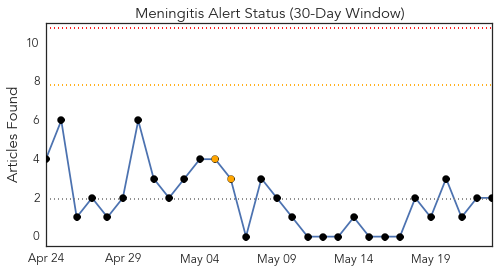 Meningitis Alert Status (30-Day Window)
Articles Found
10
8
6
4
2
0
Apr 24
Apr 29
May 04
May 09
May 14
May 19